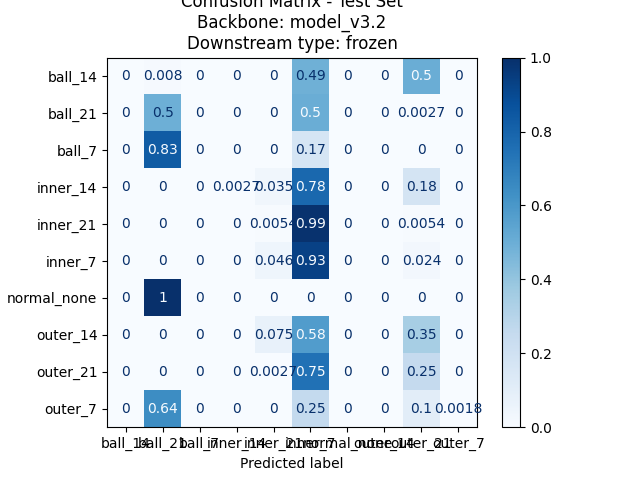 Confusion Matrix - Test Set
Backbone: model_v3.2
Downstream type: frozen
ball_14 0 0.008 0 0 0 0.49 0 0 0.5 0
ball_21 0 0.5 0 0 0 0.5 0 0 0.0027 0
ball_7 0 0.83 0 0 0 0.17 0 0 0 0
inner_14 0 0 0 0.0027 0.035 0.78 0 0 0.18 0
inner_21 0 0 0 0 0.0054 0.99 0 0 0.0054 0
inner_7 0 0 0 0 0.046 0.93 0 0 0.024 0
normal_none 0 1 0 0 0 0 0 0 0 0
outer_14 0 0 0 0 0.075 0.58 0 0 0.35 0
outer_21 0 0 0 0 0.0027 0.75 0 0 0.25 0
outer_7 0 0.64 0 0 0 0.25 0 0 0.1 0.0018
ball_14 ball_21 ball_7 inner_14 inner_21 inner_7 normal_none outer_14 outer_21 outer_7
Predicted label
1.0
0.8
0.6
0.4
0.2
0.0